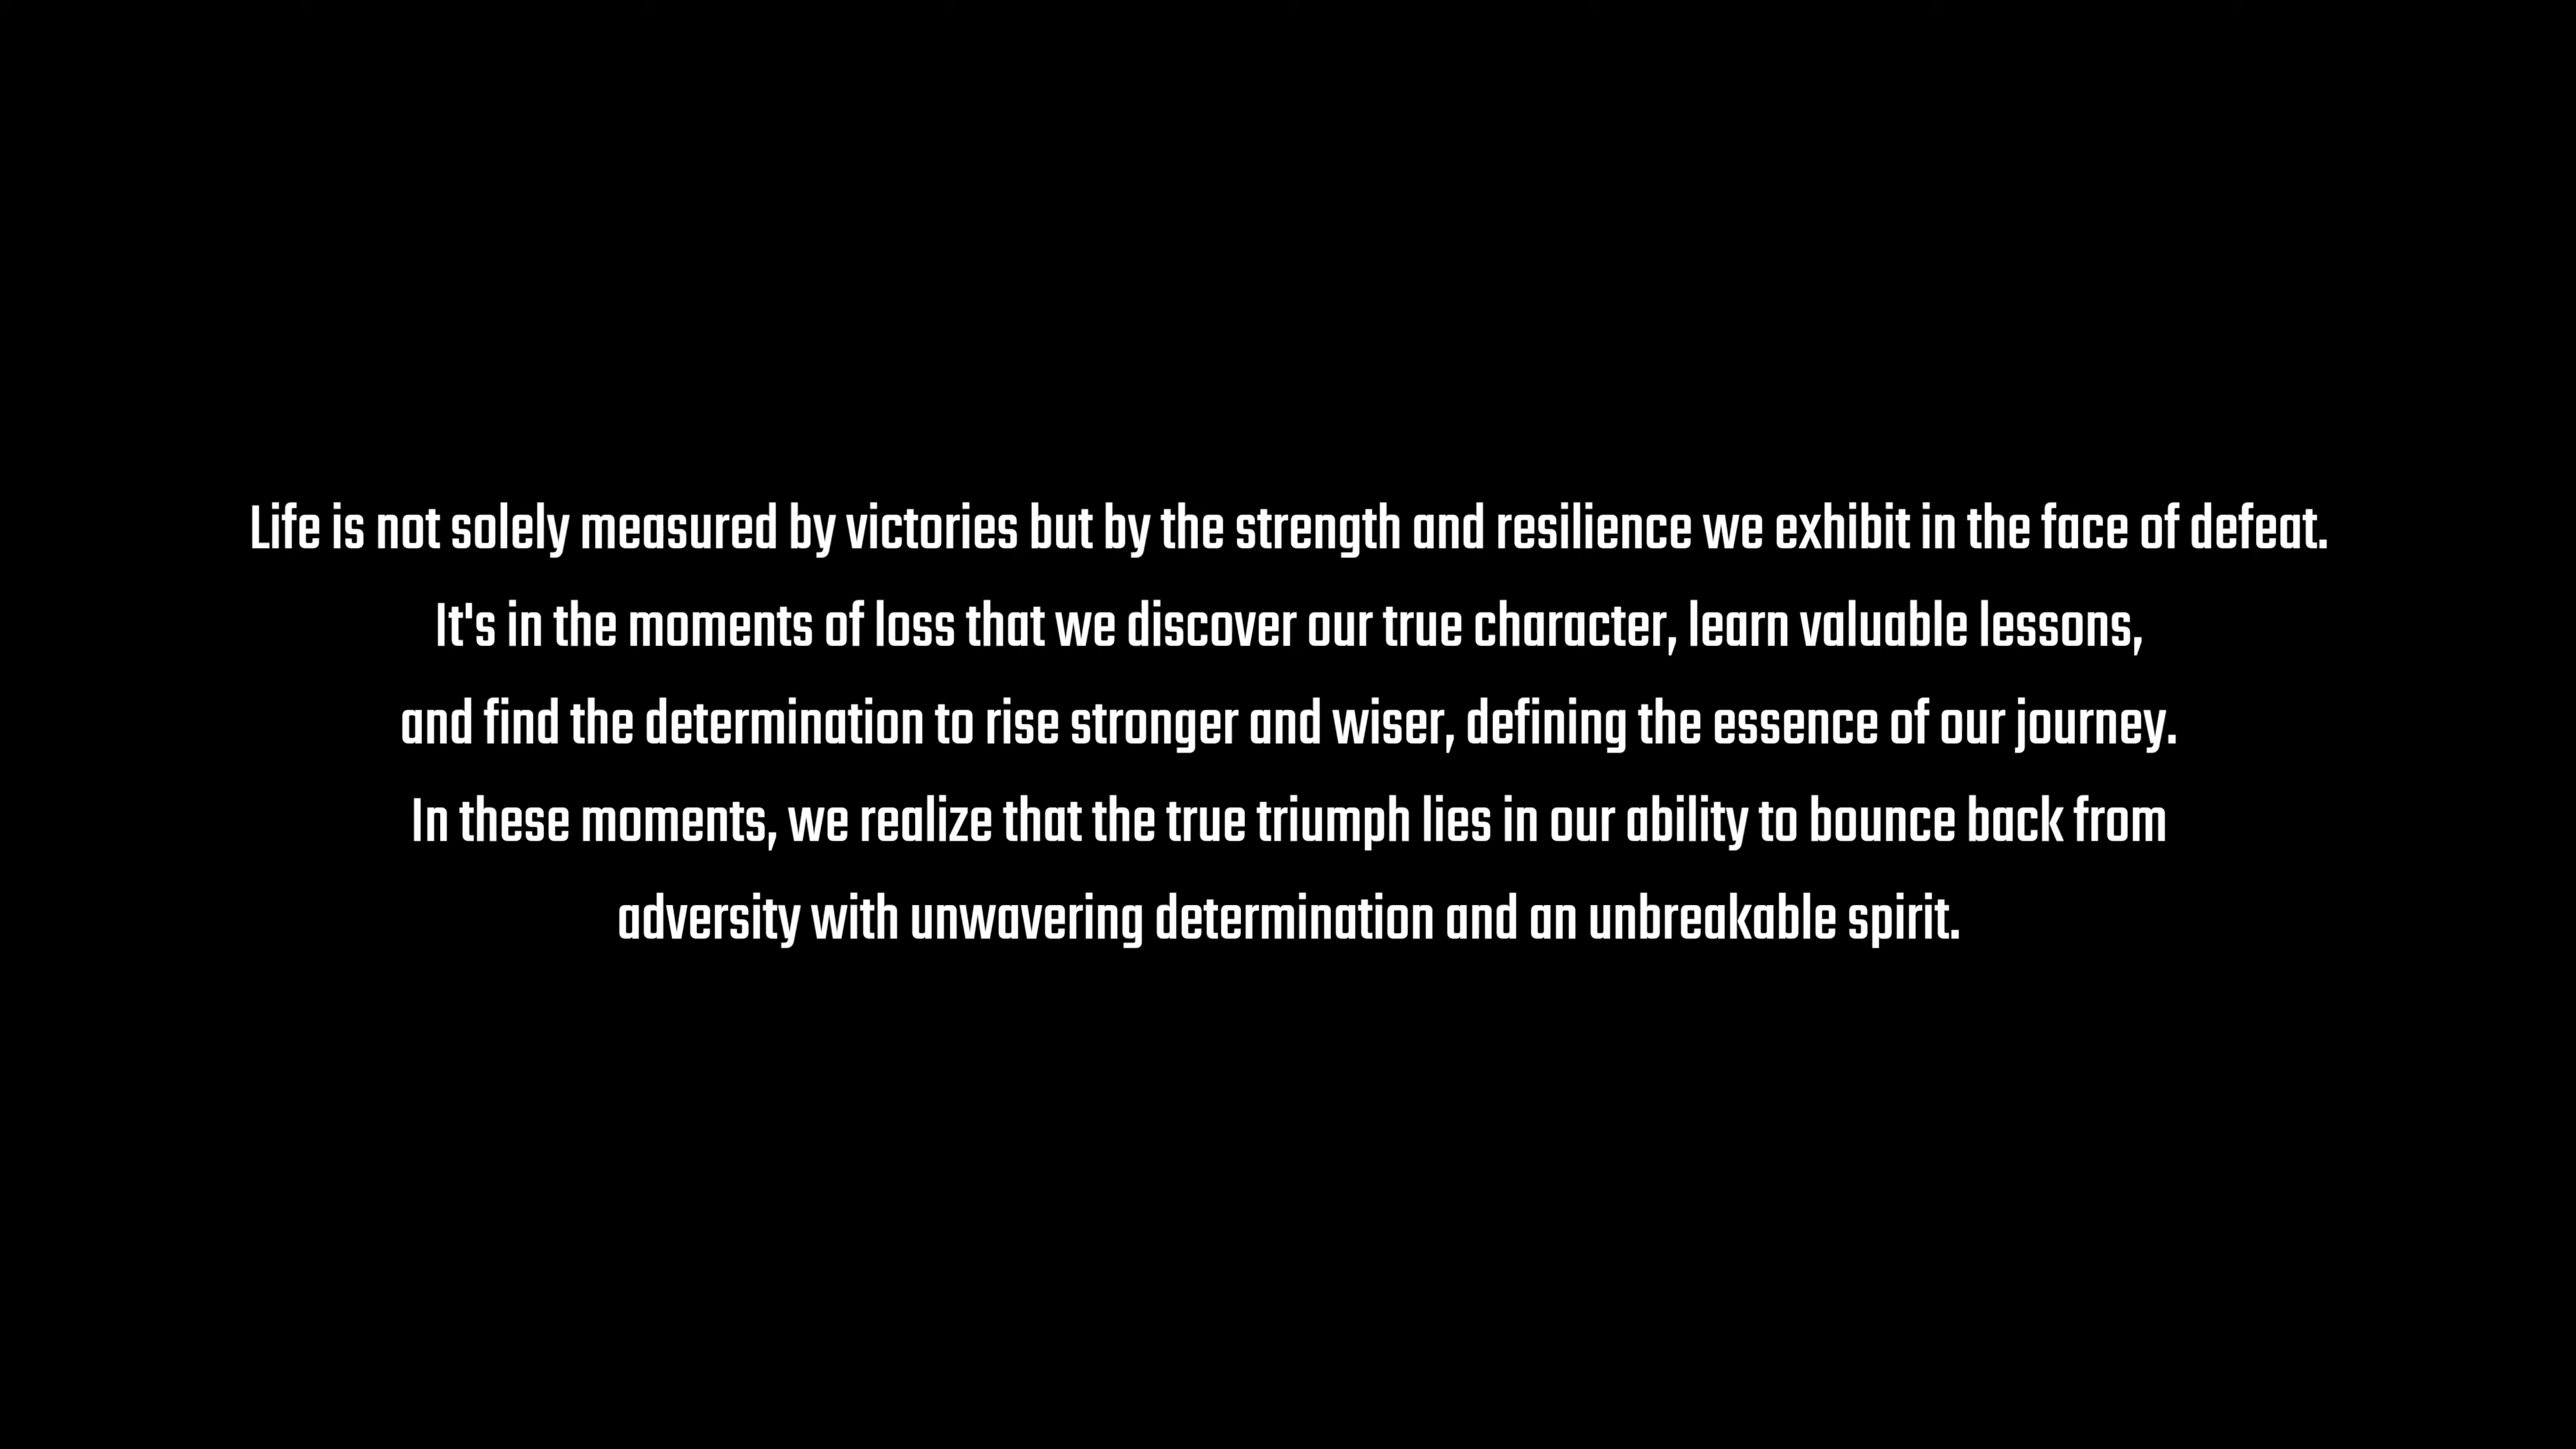 Life is not solely measured by victories but by the strength and resilience we exhibit in the face of defeat.
It's in the moments of loss that we discover our true character, learn valuable lessons,
and find the determination to rise stronger and wiser, defining the essence of our journey.
In these moments, we realize that the true triumph lies in our ability to bounce back from
adversity with unwavering determination and an unbreakable spirit.